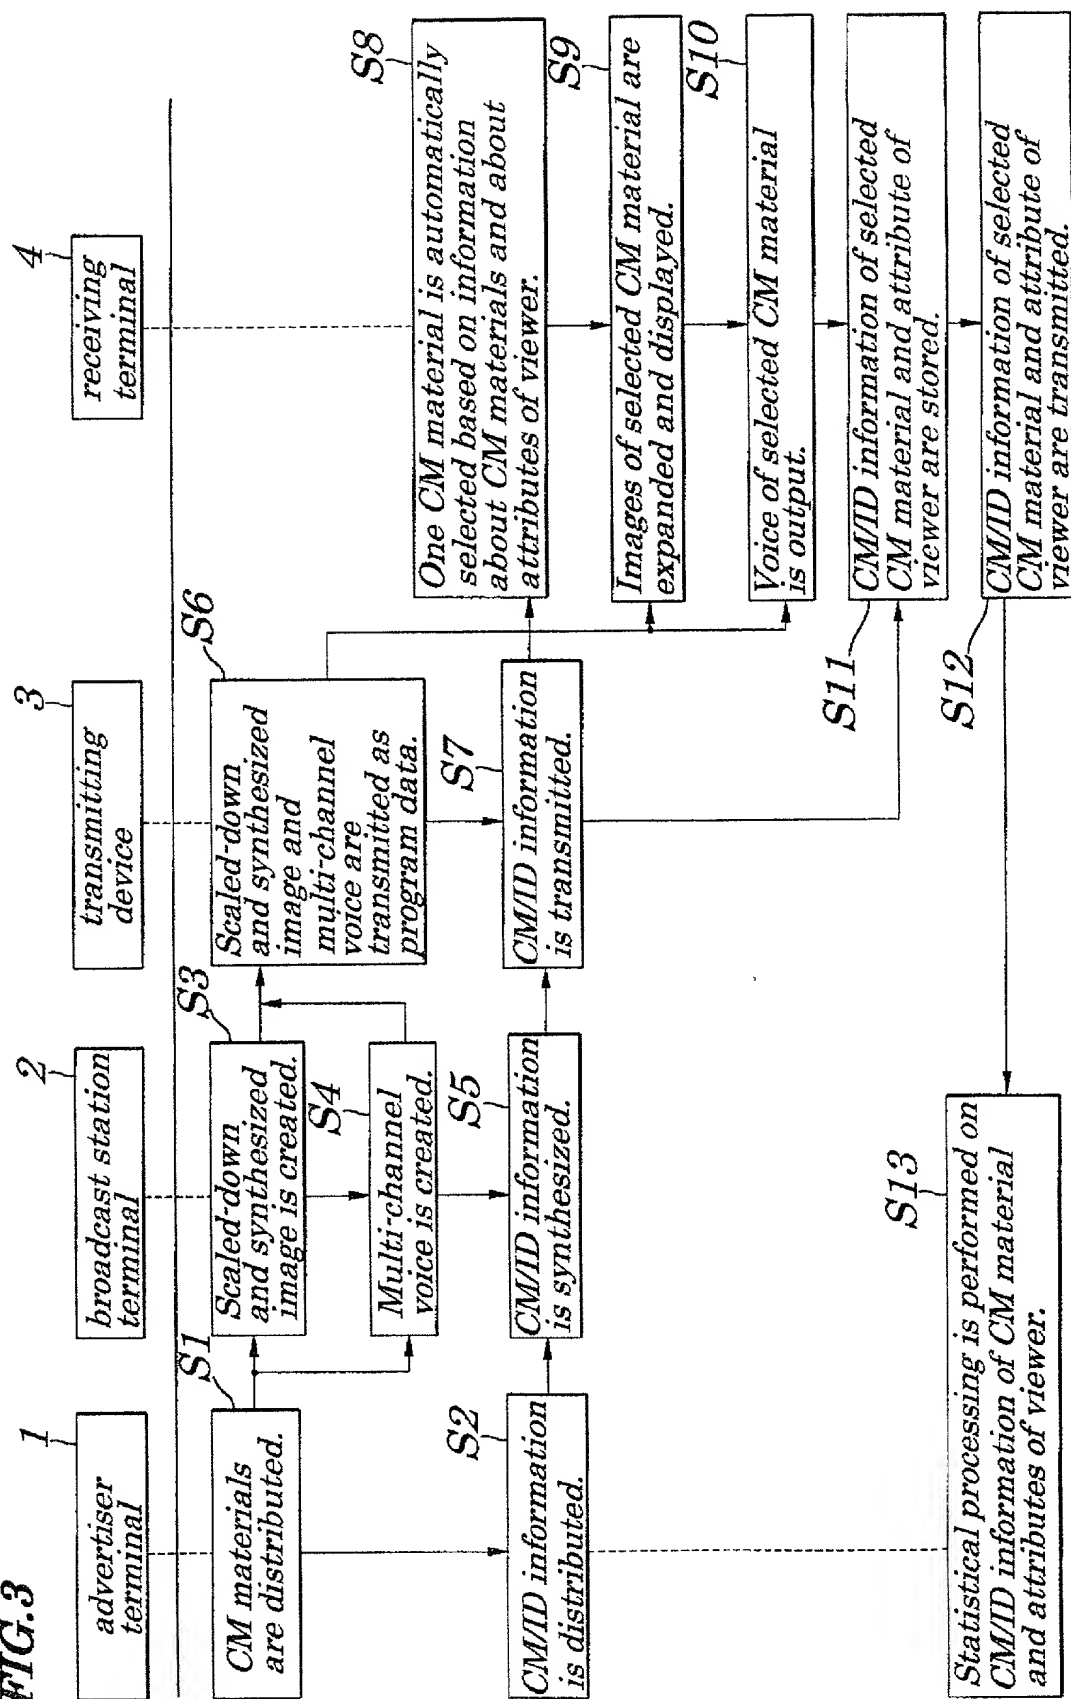 FIG.3
1
advertiser
terminal
2
broadcast station
terminal
3
transmitting
device
4
receiving
terminal
S1
CM materials
are distributed.
S2
CM/ID information
is distributed.
S3
Scaled-down
and synthesized
image is created.
S4
Multi-channel
voice is created.
S5
CM/ID information
is synthesized.
S6
Scaled-down
and synthesized
image and
multi-channel
voice are
transmitted as
program data.
S7
CM/ID information
is transmitted.
S8
One CM material is automatically
selected based on information
about CM materials and about
attributes of viewer.
S9
Images of selected CM material are
expanded and displayed.
S10
Voice of selected CM material
is output.
S11
CM/ID information of selected
CM material and attribute of
viewer are stored.
S12
CM/ID information of selected
CM material and attribute of
viewer are transmitted.
S13
Statistical processing is performed on
CM/ID information of CM material
and attributes of viewer.